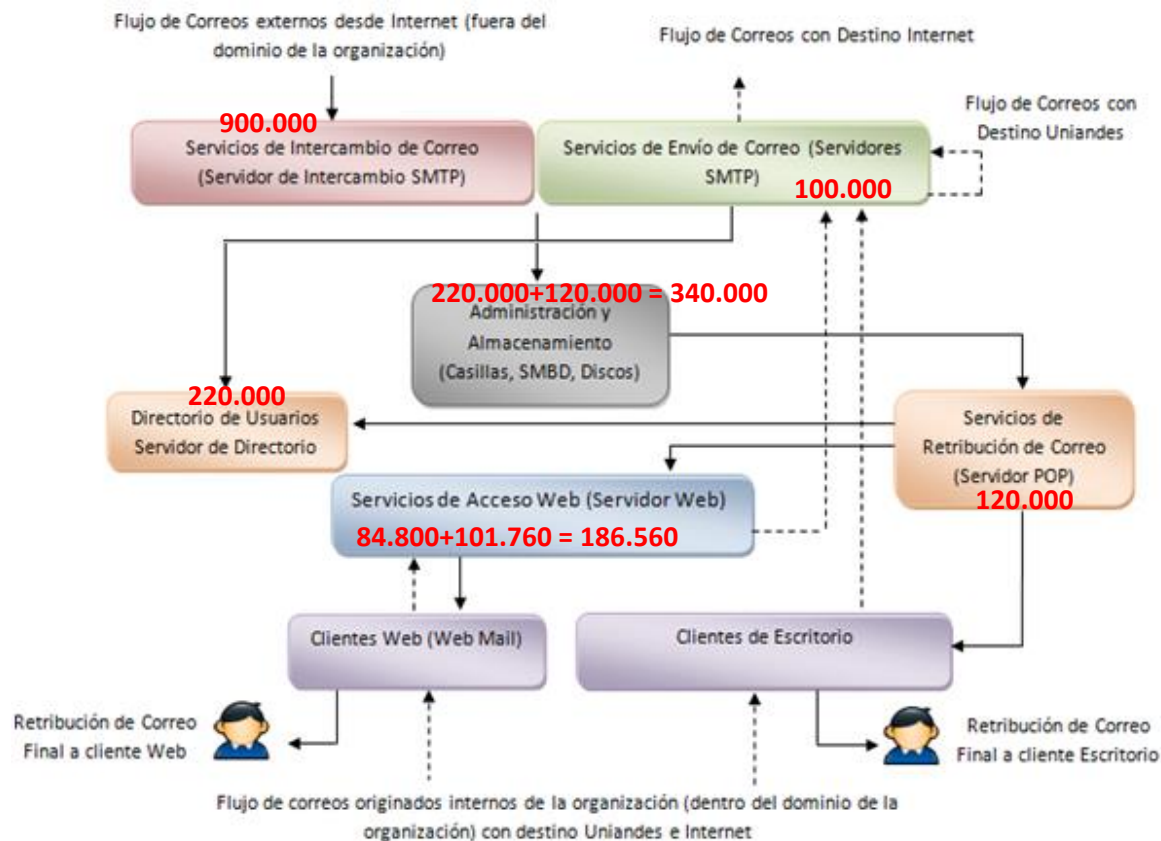 Flujo de Correos externos desde Internet (fuera del
dominio de la organización)
Flujo de Correos con Destino Internet
Flujo de Correos con
Destino Uniandes
900.000
Servicios de Intercambio de Correo
(Servidor de Intercambio SMTP)
Servicios de Envío de Correo (Servidores
SMTP)
100.000
220.000+120.000 = 340.000
Administración y
Almacenamiento
(Casillas, SMBD, Discos)
220.000
Directorio de Usuarios
Servidor de Directorio
Servicios de
Retribución de Correo
(Servidor POP)
120.000
Servicios de Acceso Web (Servidor Web)
84.800+101.760 = 186.560
Clientes Web (Web Mail)
Clientes de Escritorio
Retribución de Correo
Final a cliente Web
Retribución de Correo
Final a cliente Escritorio
Flujo de correos originados internos de la organización (dentro del dominio de la
organización) con destino Uniandes e Internet